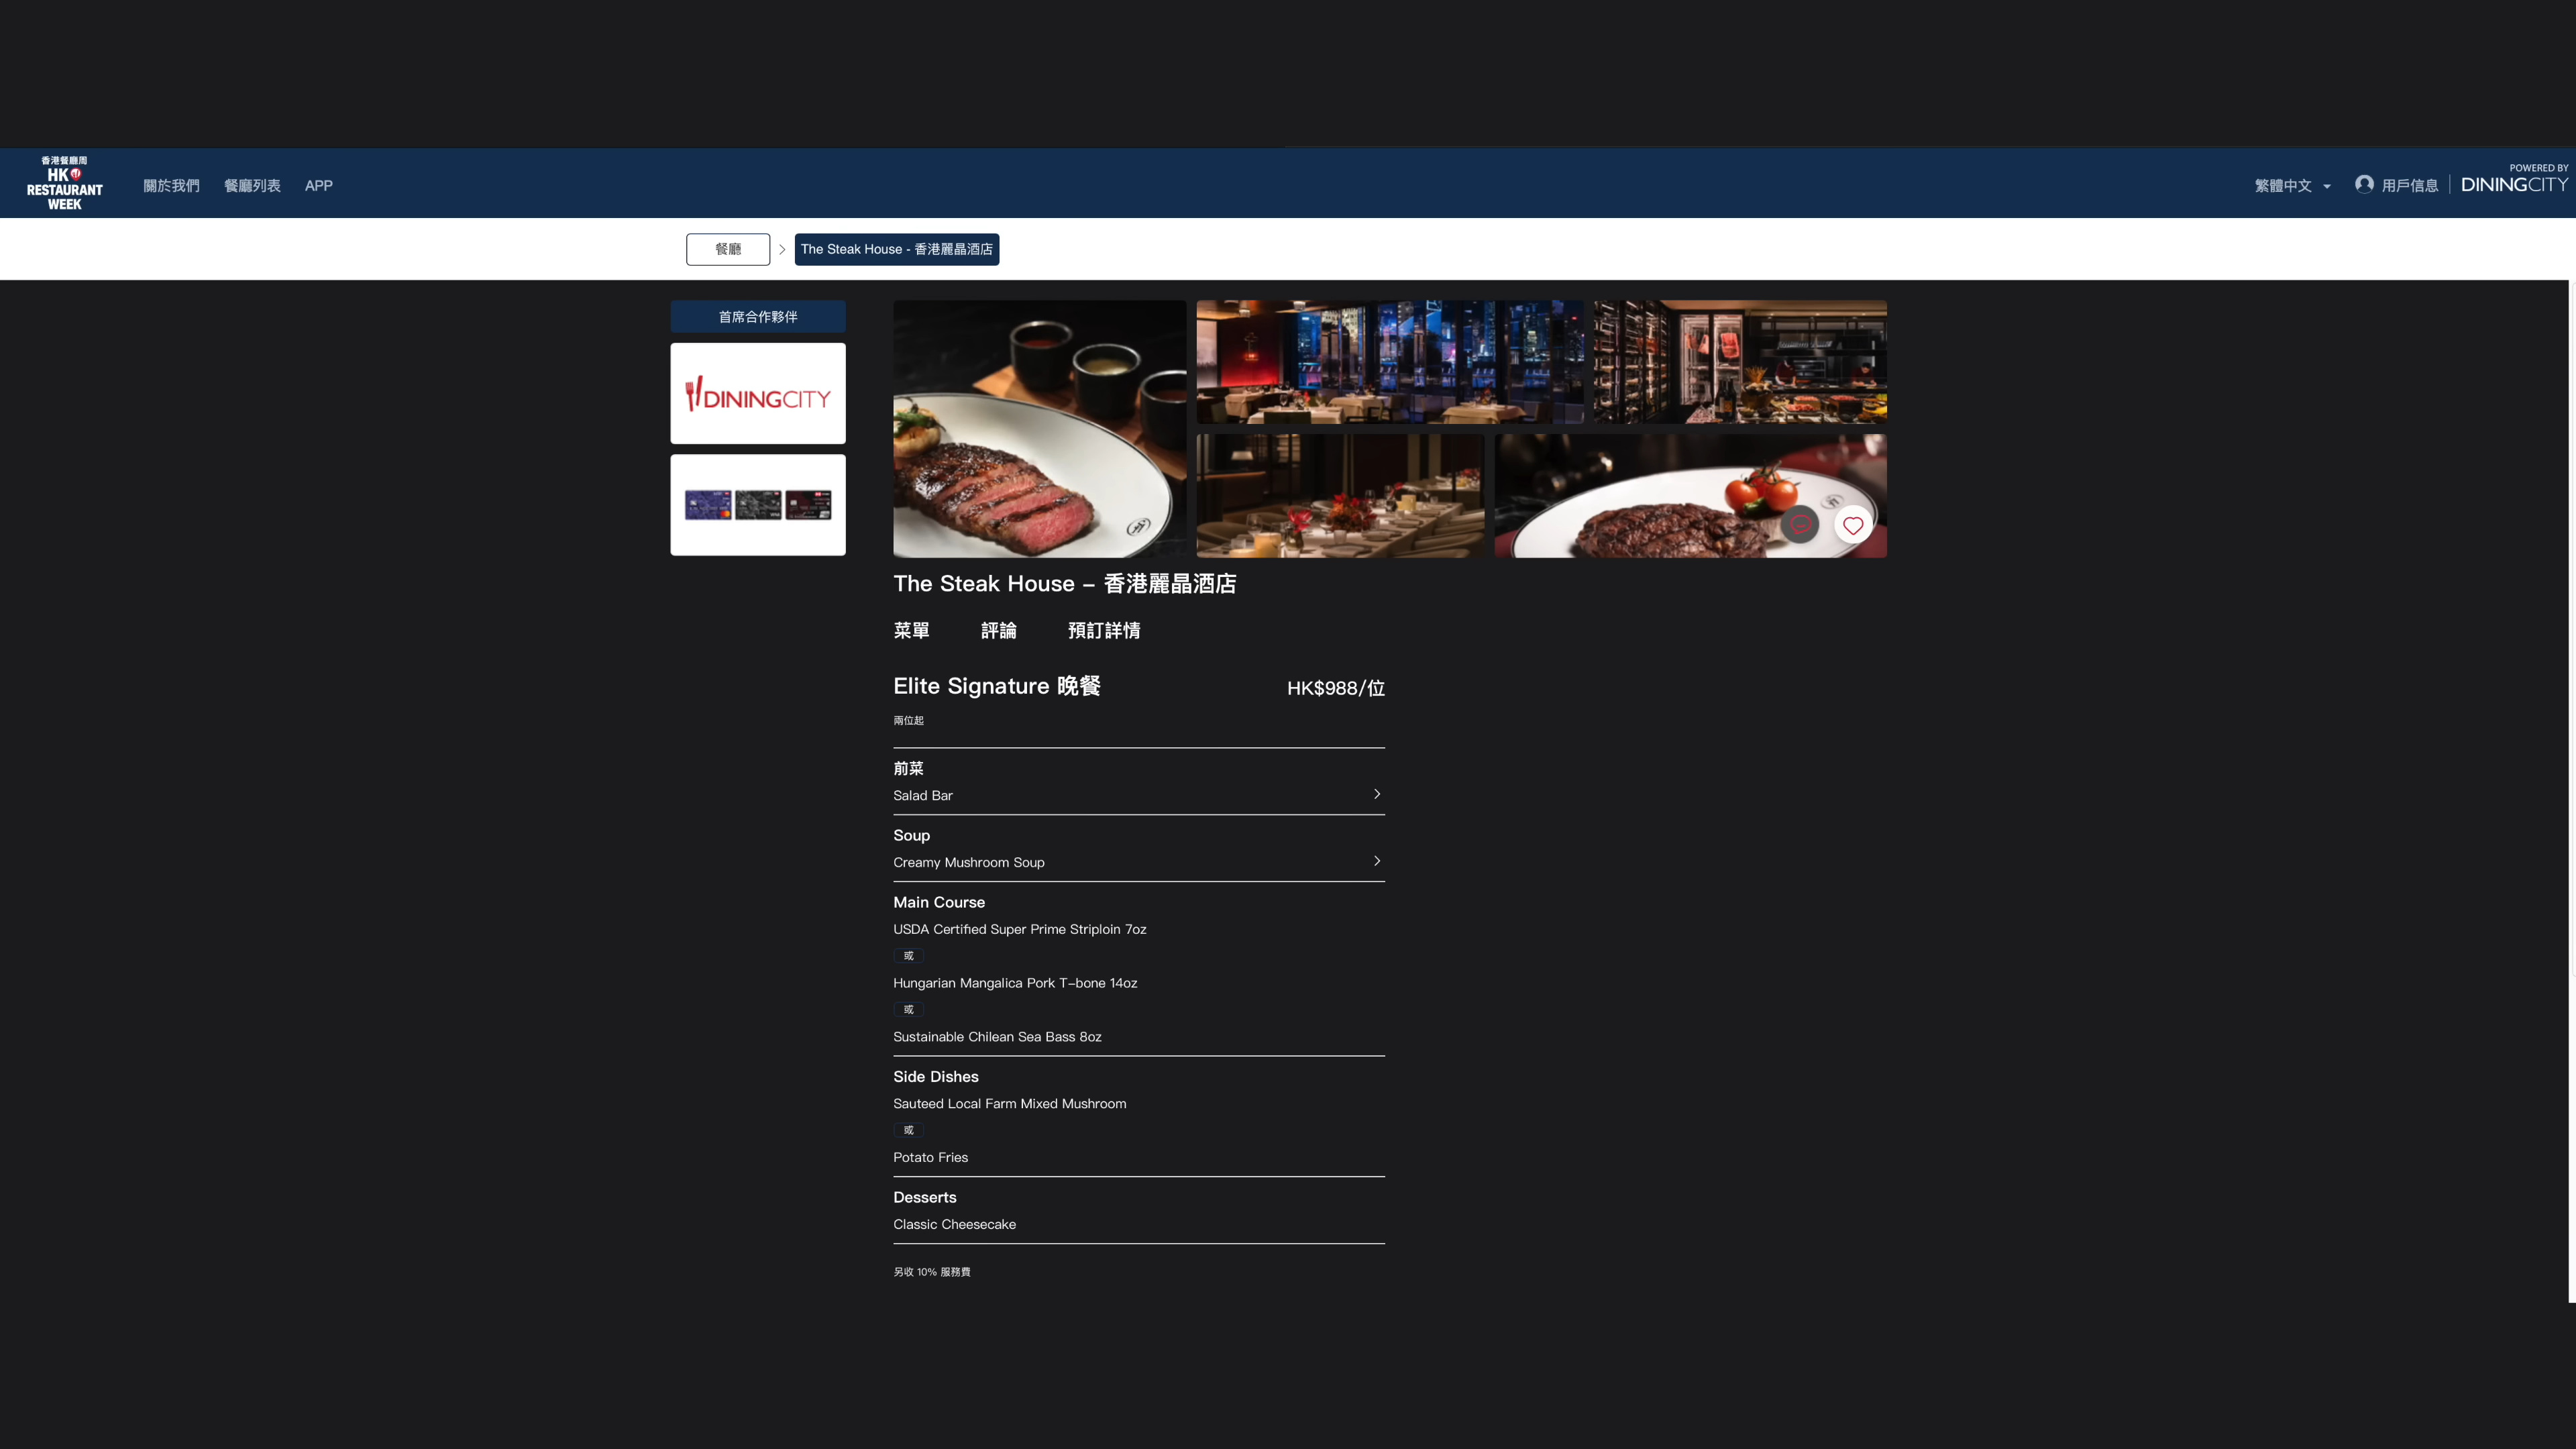 香港餐廳周
HK
RESTAURANT
WEEK
關於我們
餐廳列表
APP
繁體中文
用戶信息
POWERED BY
DININGCITY
餐廳
The Steak House - 香港麗晶酒店
首席合作夥伴
DININGCITY
The Steak House – 香港麗晶酒店
菜單
評論
預訂詳情
Elite Signature 晚餐
HK$988/位
兩位起
前菜
Salad Bar
Soup
Creamy Mushroom Soup
Main Course
USDA Certified Super Prime Striploin 7oz
或
Hungarian Mangalica Pork T–bone 14oz
或
Sustainable Chilean Sea Bass 8oz
Side Dishes
Sauteed Local Farm Mixed Mushroom
或
Potato Fries
Desserts
Classic Cheesecake
另收 10% 服務費